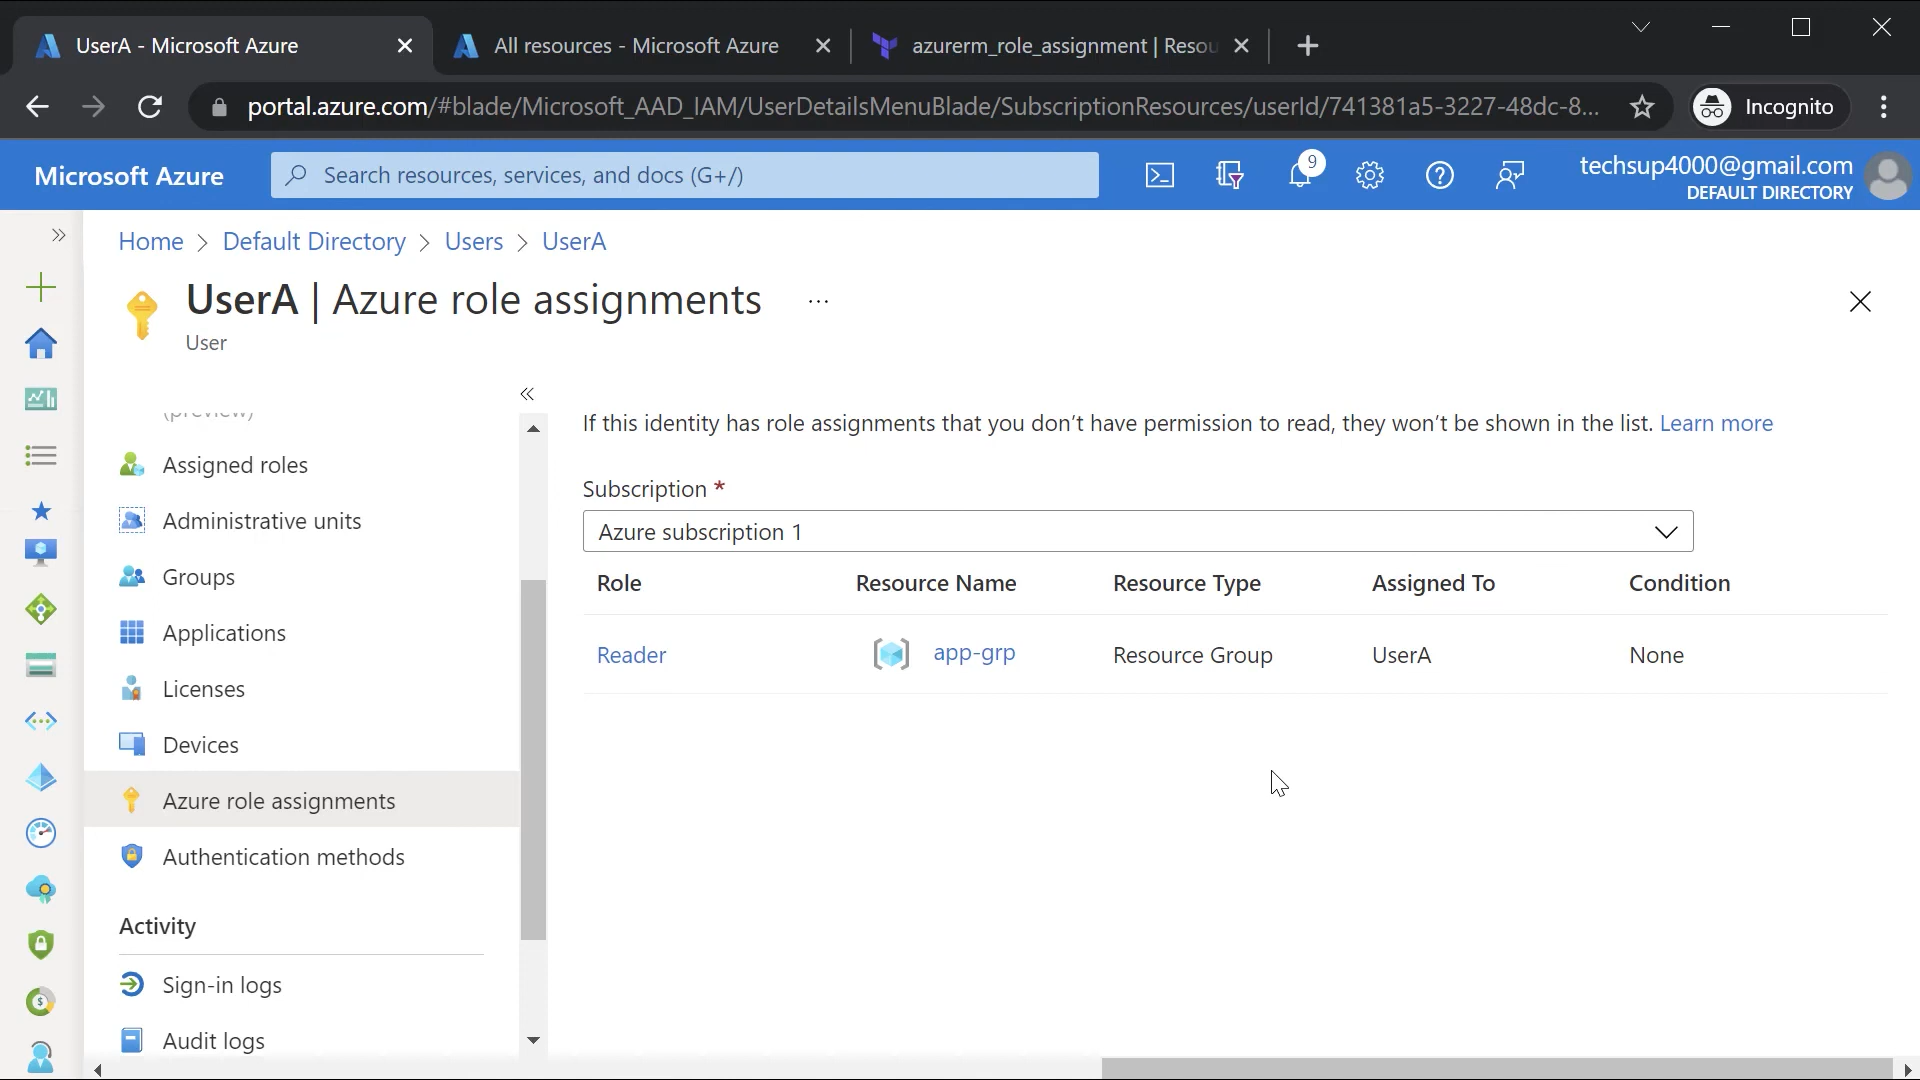 UserA - Microsoft Azure
All resources - Microsoft Azure
azurerm_role_assignment | Resou
portal.azure.com/#blade/Microsoft_AAD_IAM/UserDetailsMenuBlade/SubscriptionResources/userId/741381a5-3227-48dc-8...
Incognito
Microsoft Azure
Search resources, services, and docs (G+/)
9
techsup4000@gmail.com
DEFAULT DIRECTORY
Home > Default Directory > Users > UserA
UserA | Azure role assignments ...
User
(preview)
Assigned roles
Administrative units
Groups
Applications
Licenses
Devices
Azure role assignments
Authentication methods
Activity
Sign-in logs
Audit logs
If this identity has role assignments that you don't have permission to read, they won't be shown in the list. Learn more
Subscription *
Azure subscription 1
Role Resource Name Resource Type Assigned To Condition
Reader app-grp Resource Group UserA None